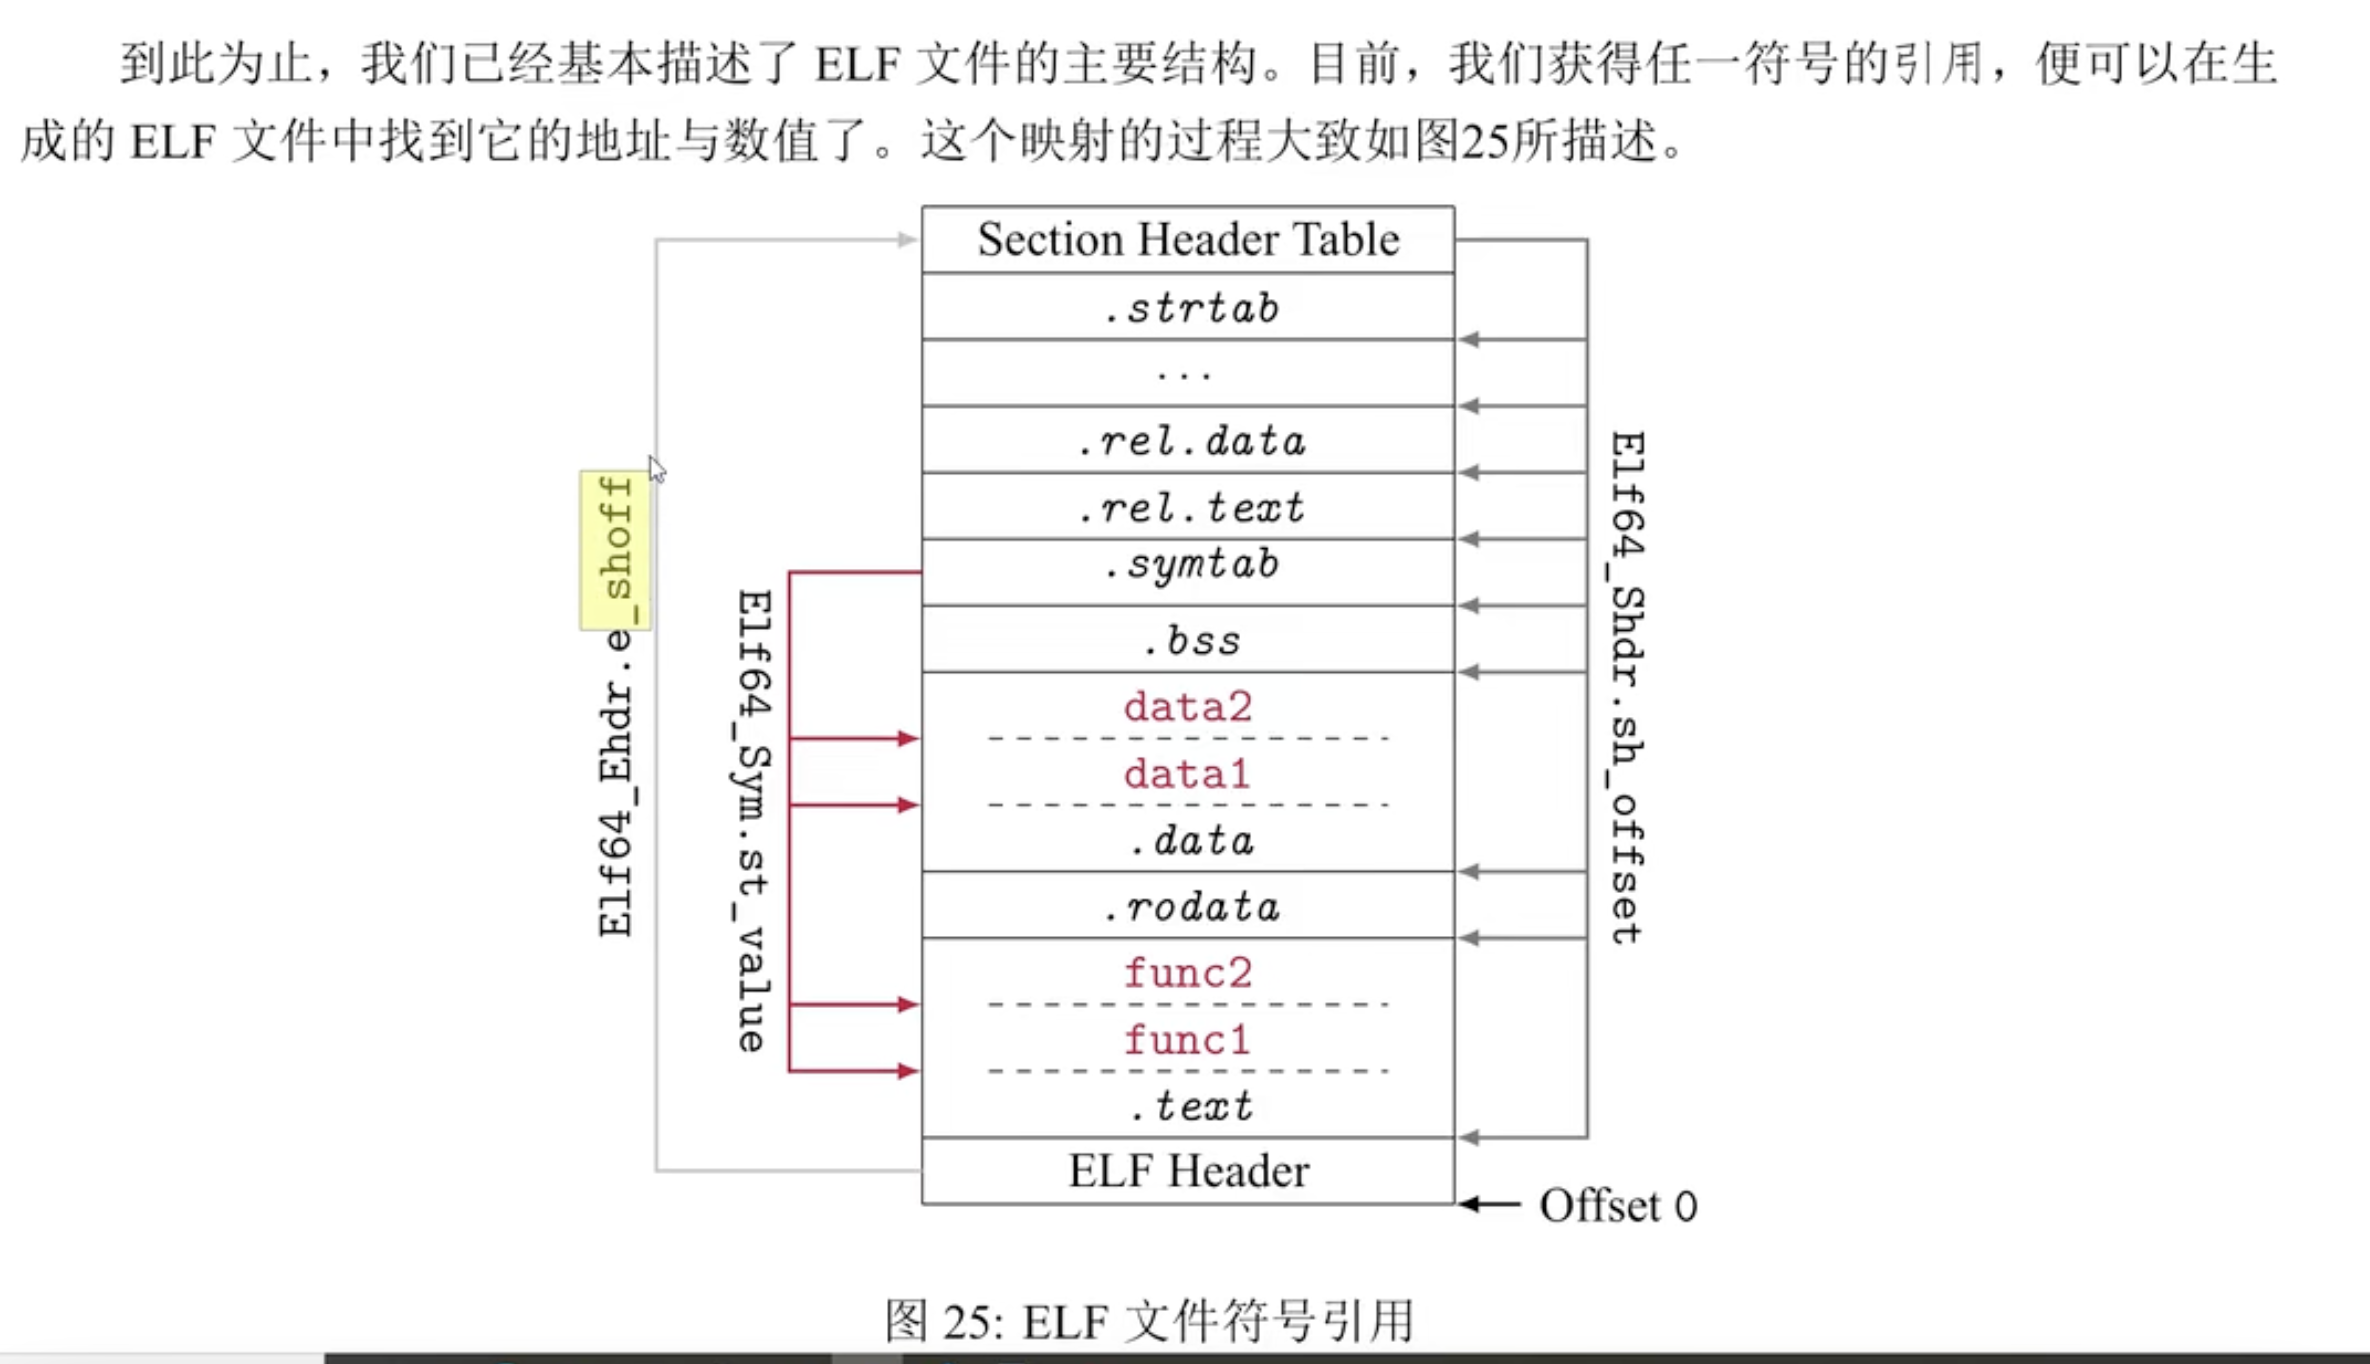 到此为止，我们已经基本描述了 ELF 文件的主要结构。目前，我们获得任一符号的引用，便可以在生
成的 ELF 文件中找到它的地址与数值了。这个映射的过程大致如图25所描述。
Section Header Table
.strtab
...
.rel.data
.rel.text
.symtab
.bss
data2
data1
.data
.rodata
func2
func1
.text
ELF Header
Elf64_Ehdr.e_shoff
Elf64_Sym.st_value
Elf64_Shdr.sh_offset
Offset 0
图 25: ELF 文件符号引用